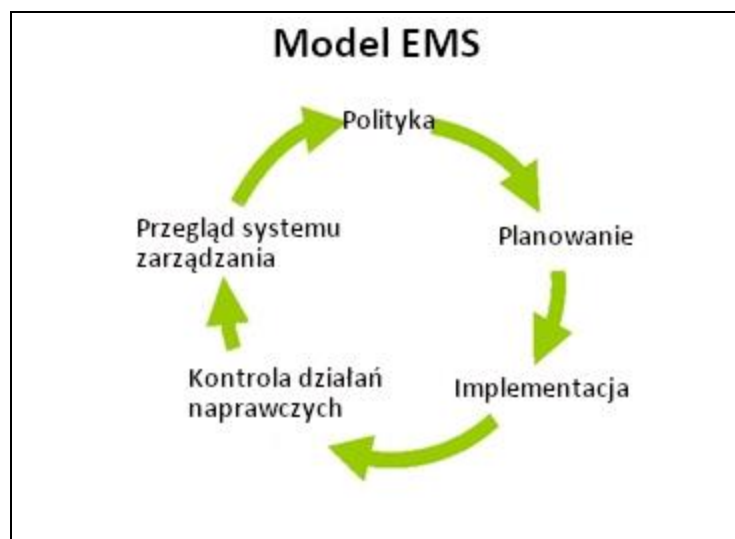 Model EMS
Polityka
Planowanie
Implementacja
Kontrola działań
naprawczych
Przegląd systemu
zarządzania